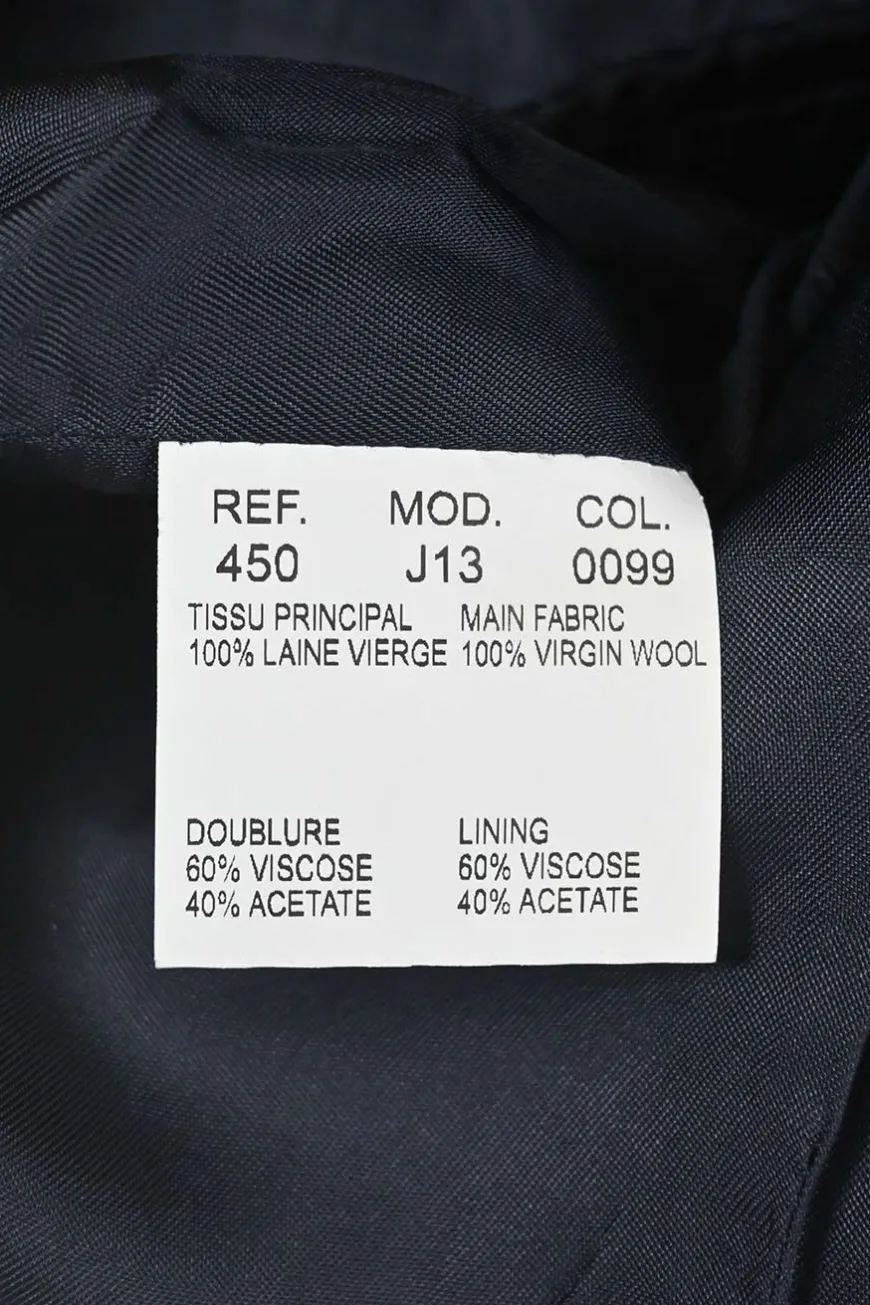 REF. MOD. COL.
450 J13 0099
TISSU PRINCIPAL MAIN FABRIC
100% LAINE VIERGE 100% VIRGIN WOOL
DOUBLURE LINING
60% VISCOSE 60% VISCOSE
40% ACETATE 40% ACETATE